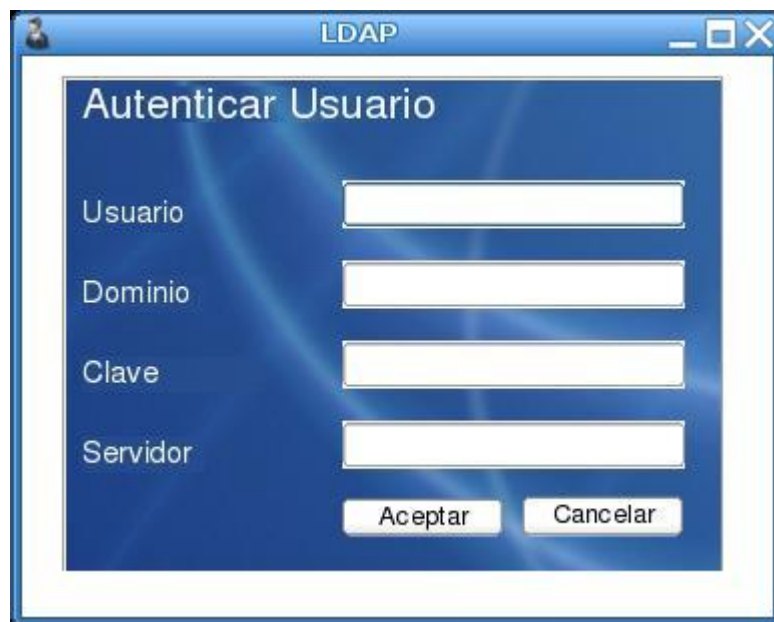 LDAP
Autenticar Usuario
Usuario
Dominio
Clave
Servidor
Aceptar Cancelar